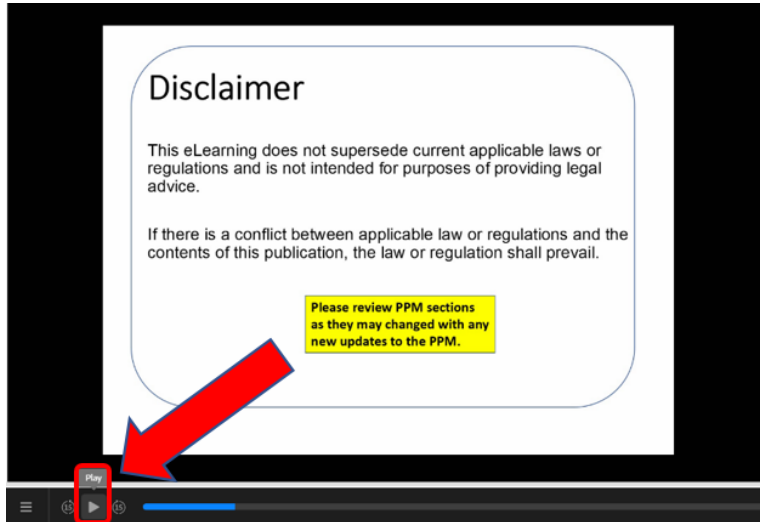 Disclaimer
This eLearning does not supersede current applicable laws or
regulations and is not intended for purposes of providing legal
advice.
If there is a conflict between applicable law or regulations and the
contents of this publication, the law or regulation shall prevail.
Please review PPM sections
as they may changed with any
new updates to the PPM.
Play
15 15